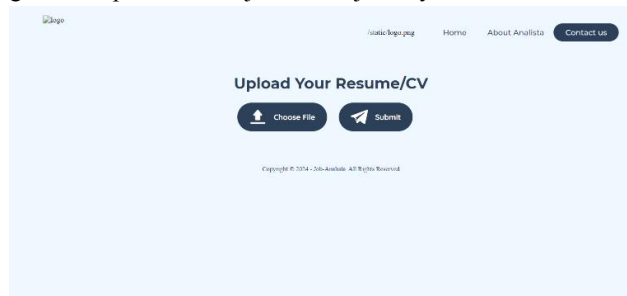 logo
/static/logo.png
Home
About Analista
Contact us
Upload Your Resume/CV
Choose File
Submit
Copyright © 2024 - Job-Analista. All Rights Reserved.